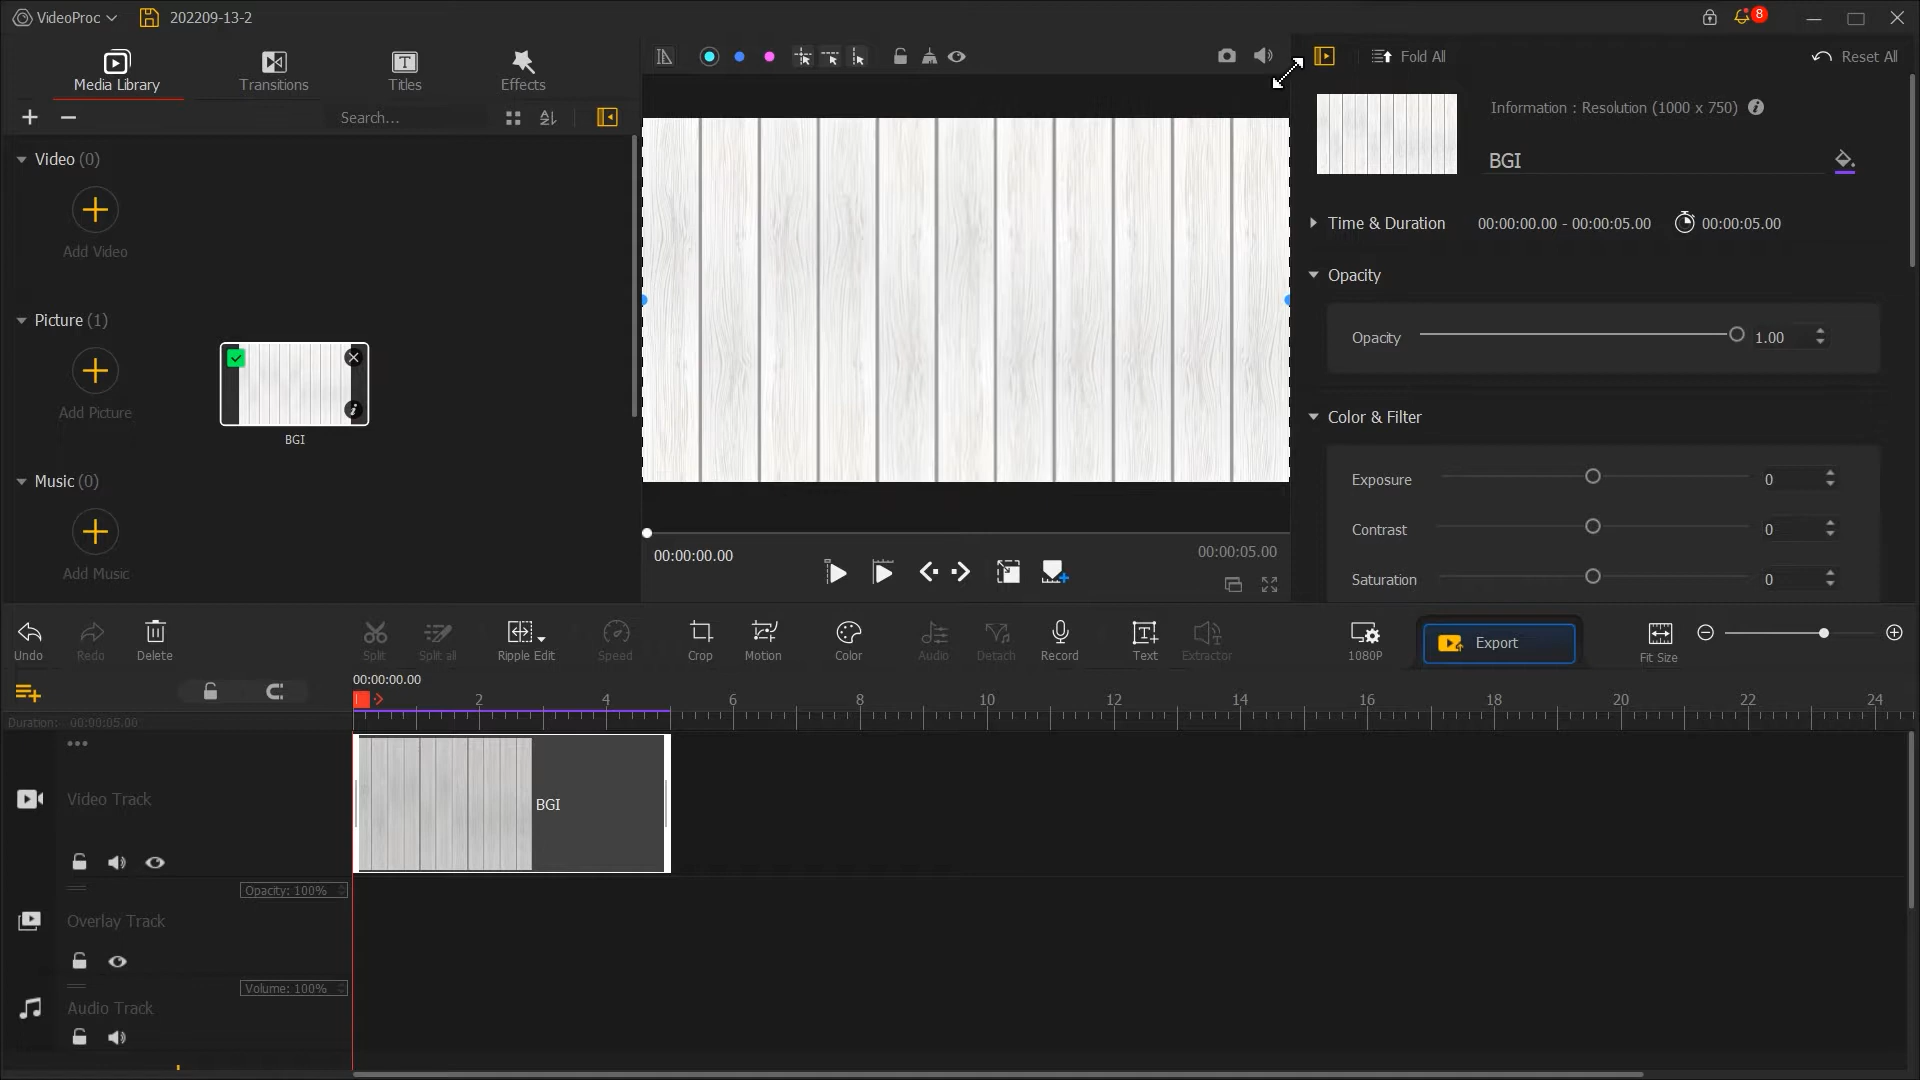 VideoProc
202209-13-2
8
Media Library
Transitions
Titles
Effects
Search...
Fold All
Reset All
Information : Resolution (1000 x 750)
BGI
Video (0)
Add Video
Time & Duration 00:00:00.00 - 00:00:05.00 00:00:05.00
Opacity
Opacity 1.00
Picture (1)
Add Picture
BGI
Color & Filter
Exposure 0
Contrast 0
Saturation 0
Music (0)
Add Music
00:00:00.00
00:00:05.00
Undo
Redo
Delete
Split
Split all
Ripple Edit
Speed
Crop
Motion
Color
Audio
Detach
Record
Text
Extractor
1080P
Export
Fit Size
00:00:00.00
2 4 6 8 10 12 14 16 18 20 22 24
Duration: 00:00:05.00
Video Track
BGI
Opacity: 100%
Overlay Track
Volume: 100%
Audio Track